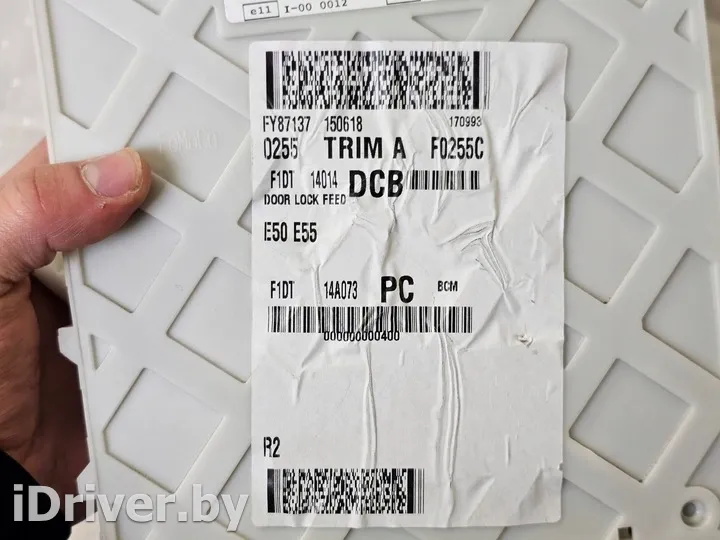 e11 I-00 0012
FY87137 150618 170993
0255 TRIM A F0255C
F1DT 14014 DCB
DOOR LOCK FEED
E50 E55
F1DT 14A073 PC BCM
000000000400
R2
iDriver.by